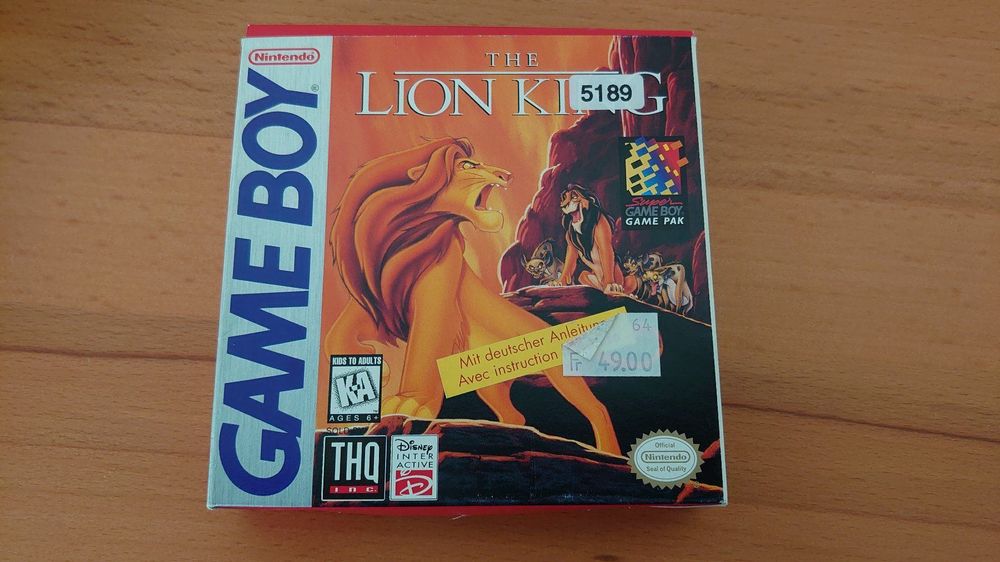 Nintendo
GAME BOY®
THE
LION KI G
5189
Super
GAME BOY
GAME PAK
Mit deutscher
Avec instruction
64
Fr 49.00
KIDS TO ADULTS
K-A
AGES 6+
THQ
INC.
Disney
INTER
ACTIVE
D
Official
Nintendo
Seal of Quality